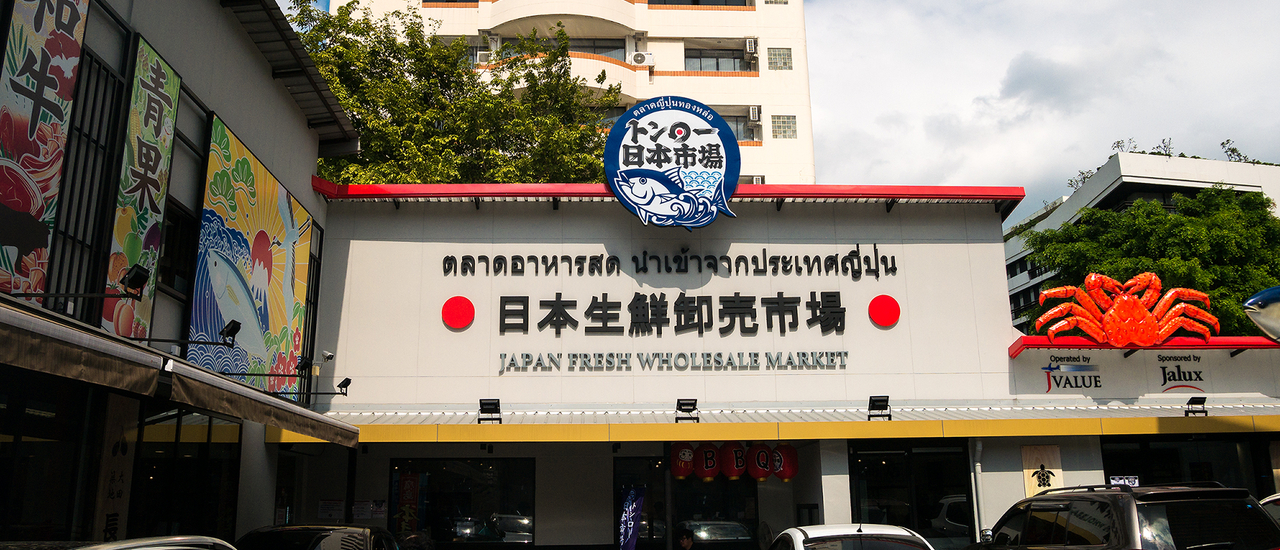 和牛
青果
ตลาดญี่ปุ่นทองหล่อ
トンロー
日本市場
ตลาดอาหารสด นำเข้าจากประเทศญี่ปุ่น
日本生鮮卸売市場
JAPAN FRESH WHOLESALE MARKET
Operated by
JVALUE
Sponsored by
Jalux
BBQ